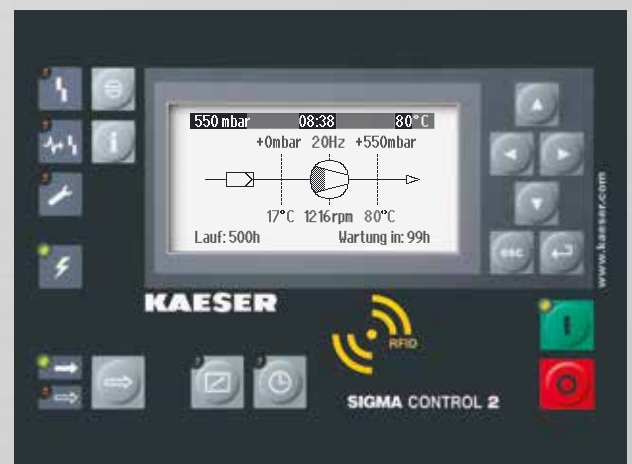 550 mbar 08:38 80°C
+0mbar 20Hz +550mbar
17°C 1216rpm 80°C
Lauf: 500h Wartung in: 99h
esc
www.kaeser.com
KAESER
RFID
SIGMA CONTROL 2